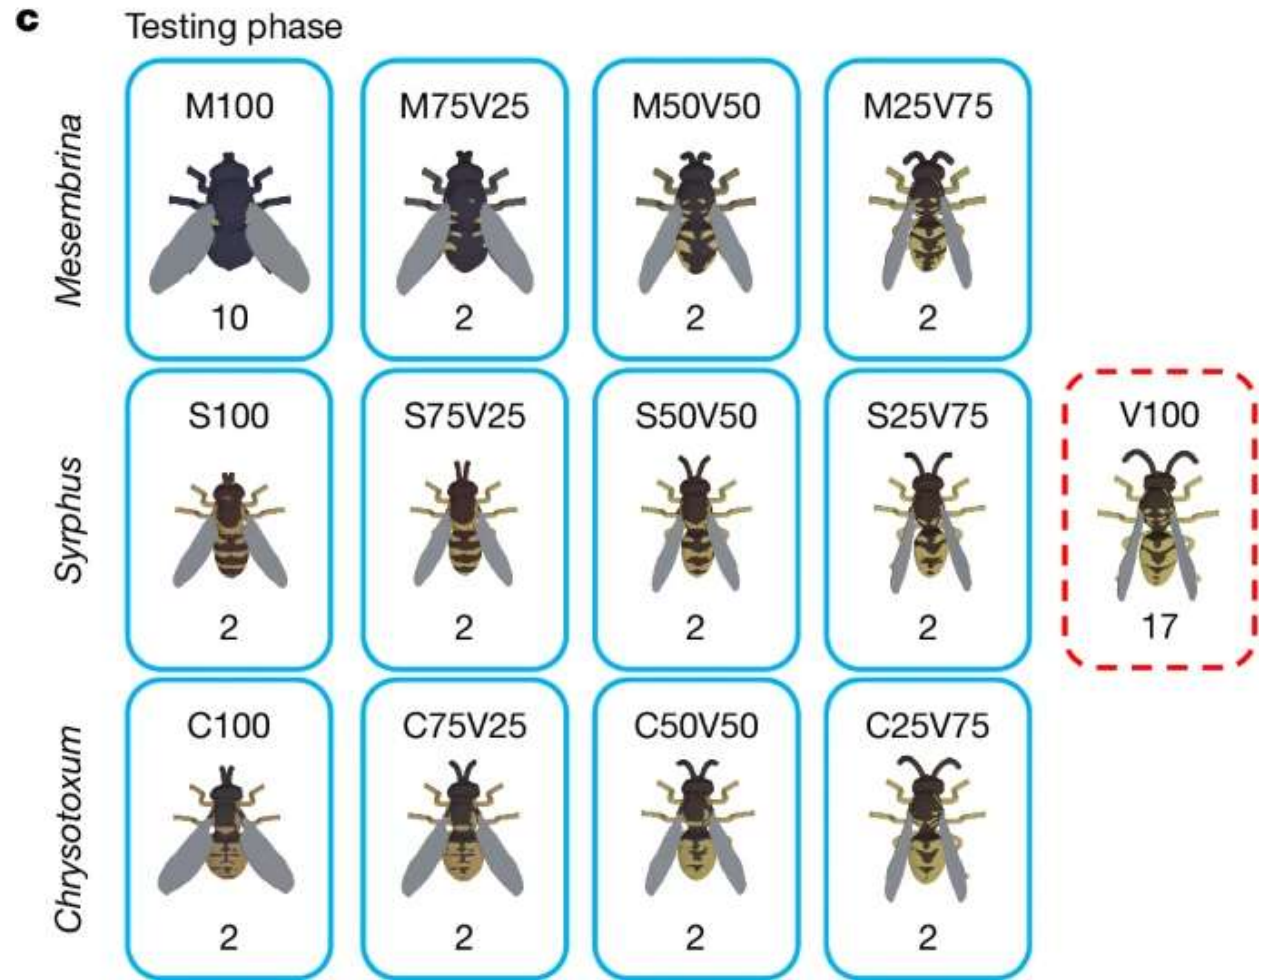 c Testing phase
Mesembrina
M100 M75V25 M50V50 M25V75
10 2 2 2
Syrphus
S100 S75V25 S50V50 S25V75 V100
2 2 2 2 17
Chrysotoxum
C100 C75V25 C50V50 C25V75
2 2 2 2